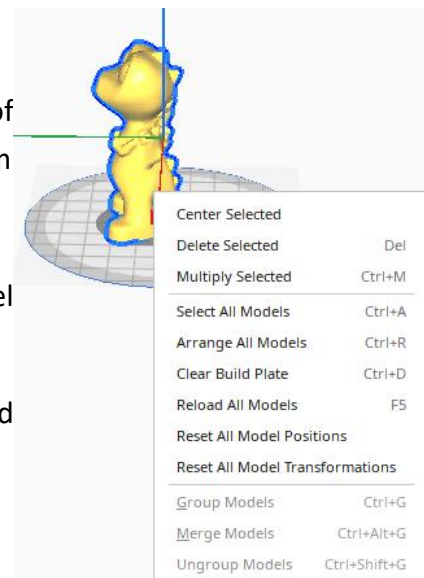 of
el
Center Selected
Delete Selected Del
Multiply Selected Ctrl+M
Select All Models Ctrl+A
Arrange All Models Ctrl+R
Clear Build Plate Ctrl+D
Reload All Models F5
Reset All Model Positions
Reset All Model Transformations
Group Models Ctrl+G
Merge Models Ctrl+Alt+G
Ungroup Models Ctrl+Shift+G